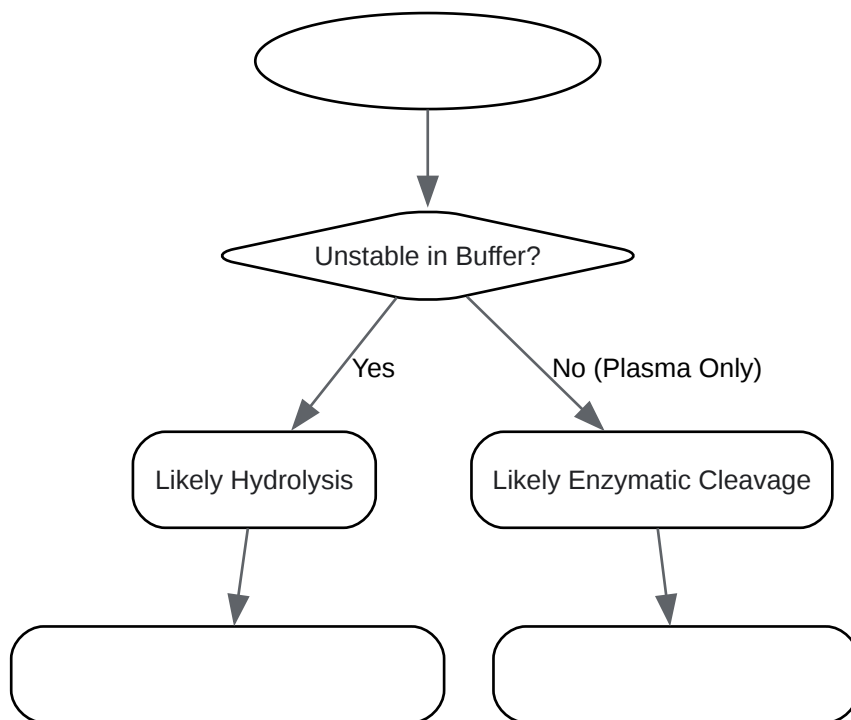 Unstable in Buffer?
Yes
No (Plasma Only)
Likely Hydrolysis
Likely Enzymatic Cleavage